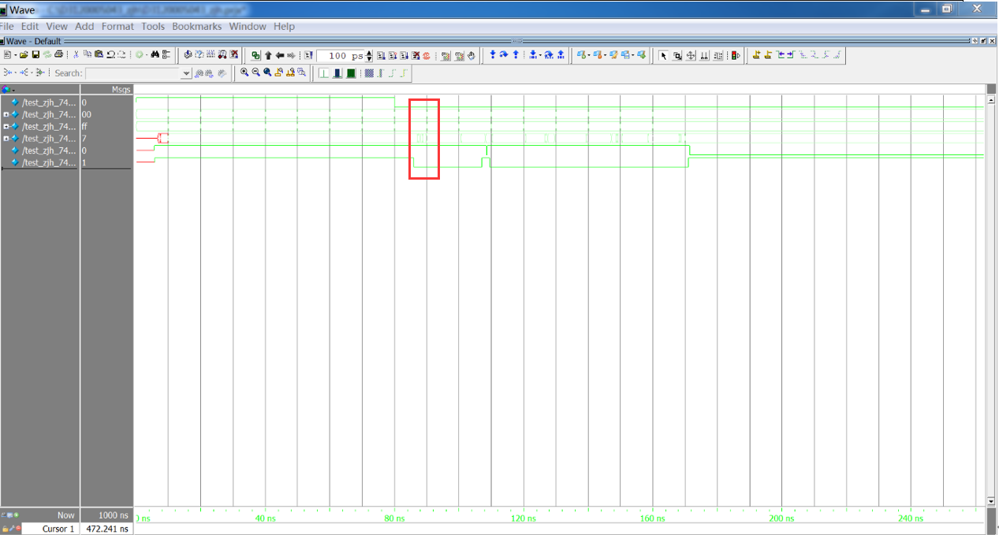 Wave
File Edit View Add Format Tools Bookmarks Window Help
Wave - Default
100 ps
Search:
Msgs
/test_zjh_74... 0
/test_zjh_74... 00
/test_zjh_74... ff
/test_zjh_74... 7
/test_zjh_74... 0
/test_zjh_74... 1
Now 1000 ns
Cursor 1 472.241 ns
ns 40 ns 80 ns 120 ns 160 ns 200 ns 240 ns